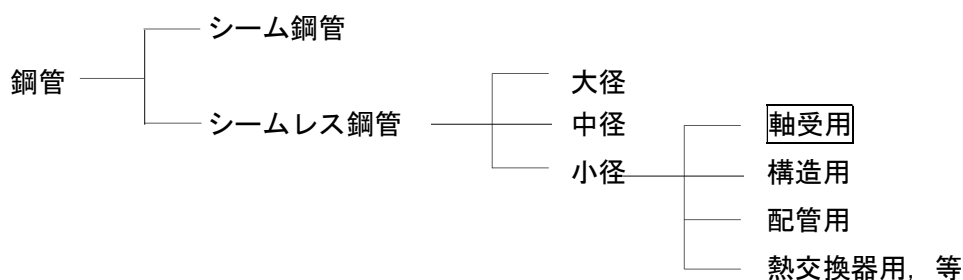 シーム鋼管
鋼管
シームレス鋼管
大径
中径
小径
軸受用
構造用
配管用
熱交換器用，等